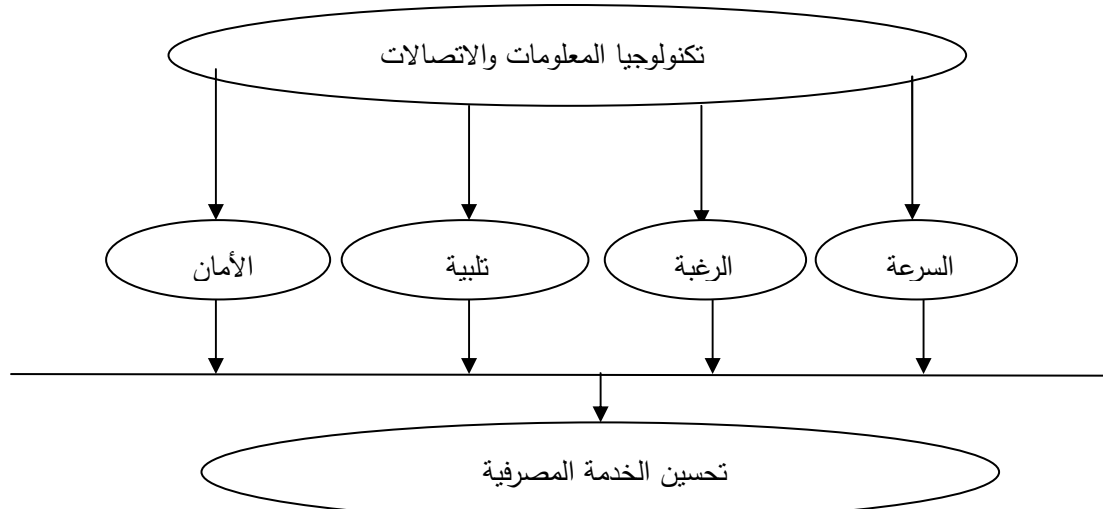 تكنولوجيا المعلومات والاتصالات
السرعة
الرغبة
تلبية
الأمان
تحسين الخدمة المصرفية